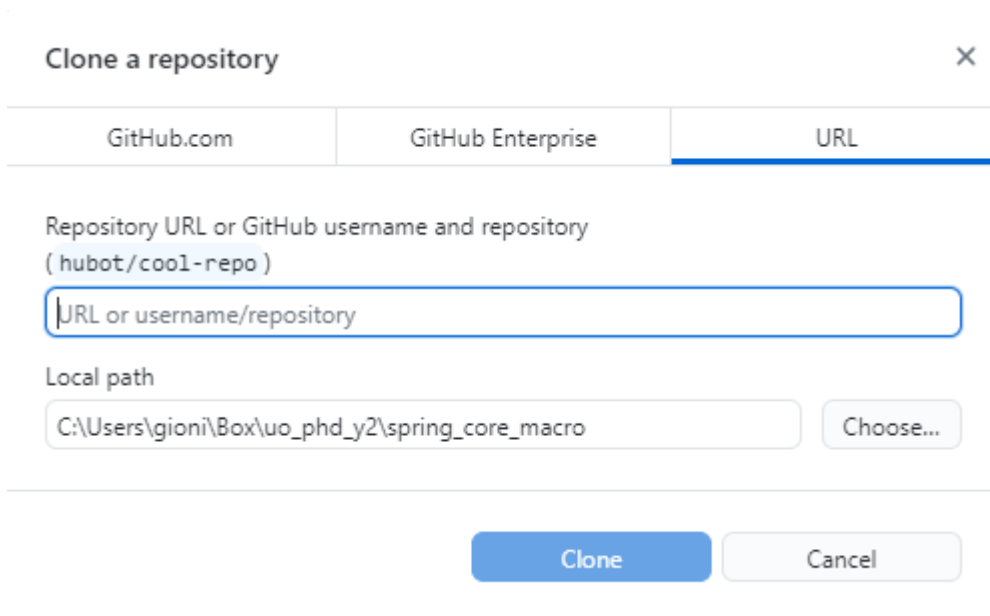 Clone a repository
GitHub.com
GitHub Enterprise
URL
Repository URL or GitHub username and repository
(hubot/cool-repo)
URL or username/repository
Local path
C:\Users\gioni\Box\uo_phd_y2\spring_core_macro
Choose...
Clone
Cancel